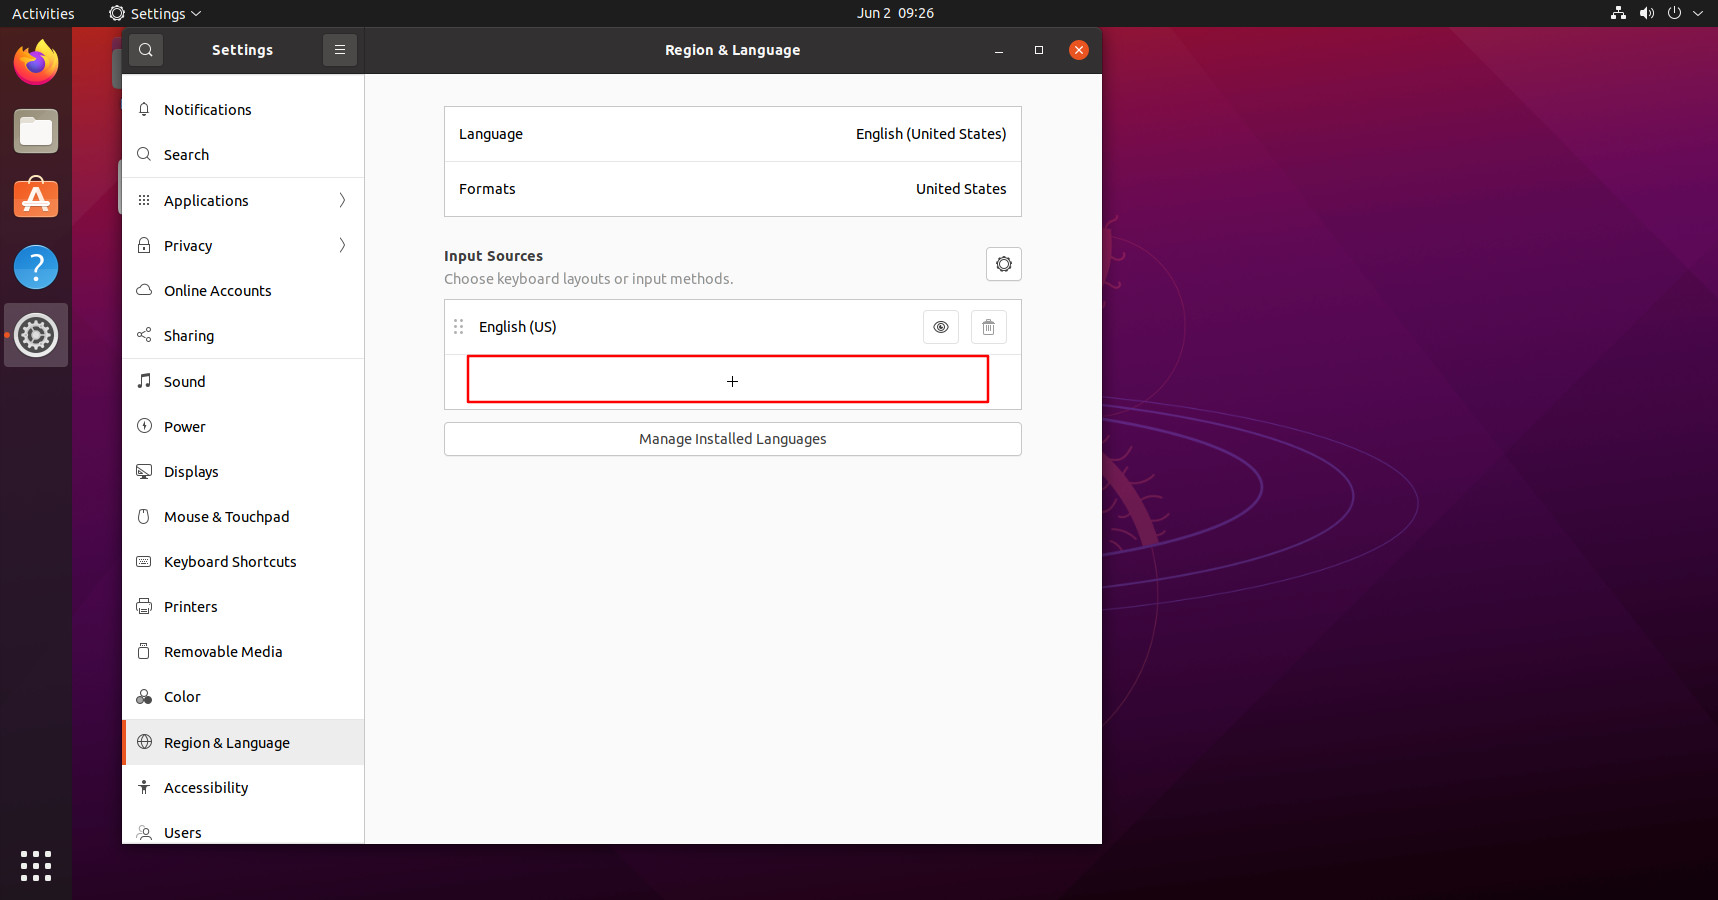 Activities
Settings
Jun 2 09:26
Settings
Region & Language
Notifications
Search
Applications
Privacy
Online Accounts
Sharing
Sound
Power
Displays
Mouse & Touchpad
Keyboard Shortcuts
Printers
Removable Media
Color
Region & Language
Accessibility
Users
Language English (United States)
Formats United States
Input Sources
Choose keyboard layouts or input methods.
English (US)
+
Manage Installed Languages